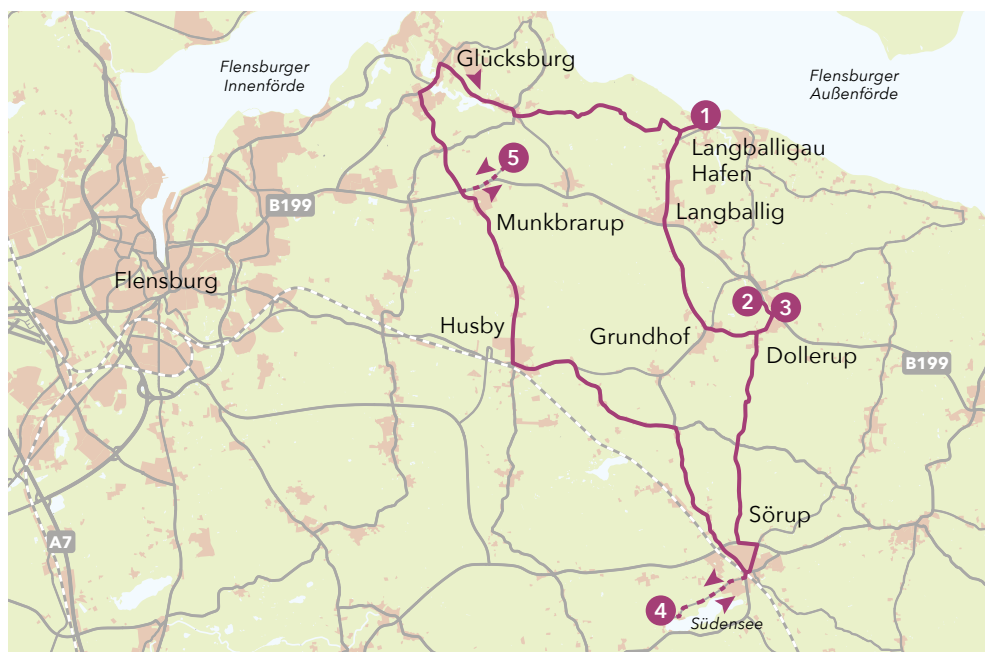 Glücksburg
Flensburger
Innenförde
Flensburger
Außenförde
1
Langballigau
Hafen
5
B199
Langballig
Munkbrarup
Flensburg
2
3
Husby
Grundhof
Dollerup
B199
Sörup
A7
4
Südensee